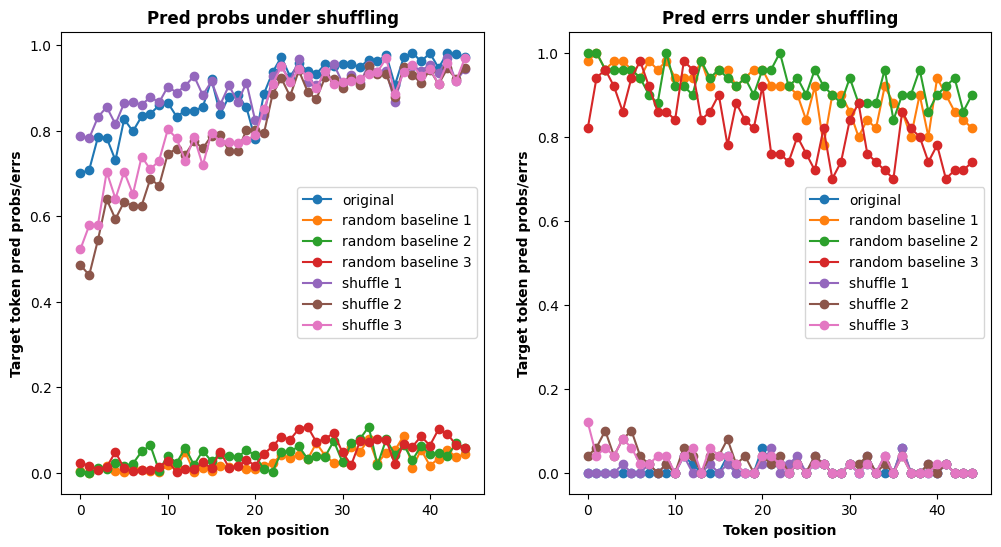 Pred probs under shuffling
Target token pred probs/errs
1.0
0.8
0.6
0.4
0.2
0.0
original
random baseline 1
random baseline 2
random baseline 3
shuffle 1
shuffle 2
shuffle 3
0 10 20 30 40
Token position
Pred errs under shuffling
Target token pred probs/errs
1.0
0.8
0.6
0.4
0.2
0.0
original
random baseline 1
random baseline 2
random baseline 3
shuffle 1
shuffle 2
shuffle 3
0 10 20 30 40
Token position